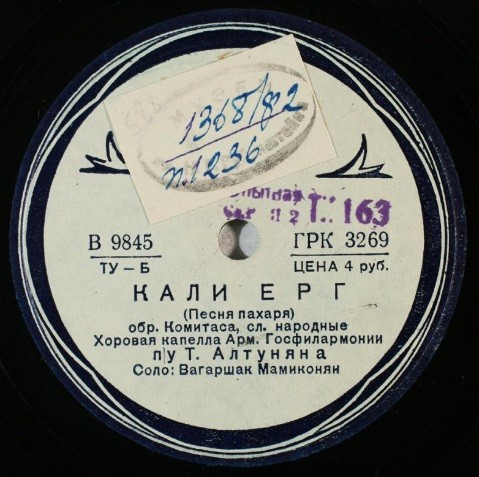 1368/82
п.1236
Т. 163
В 9845
ГРК 3269
ТУ – Б
ЦЕНА 4 руб.
КАЛИ ЕРГ
(Песня пахаря)
обр. Комитаса, сл. народные
Хоровая капелла Арм. Госфилармонии
п/у Т. Алтуняна
Соло: Вагаршак Мамиконян